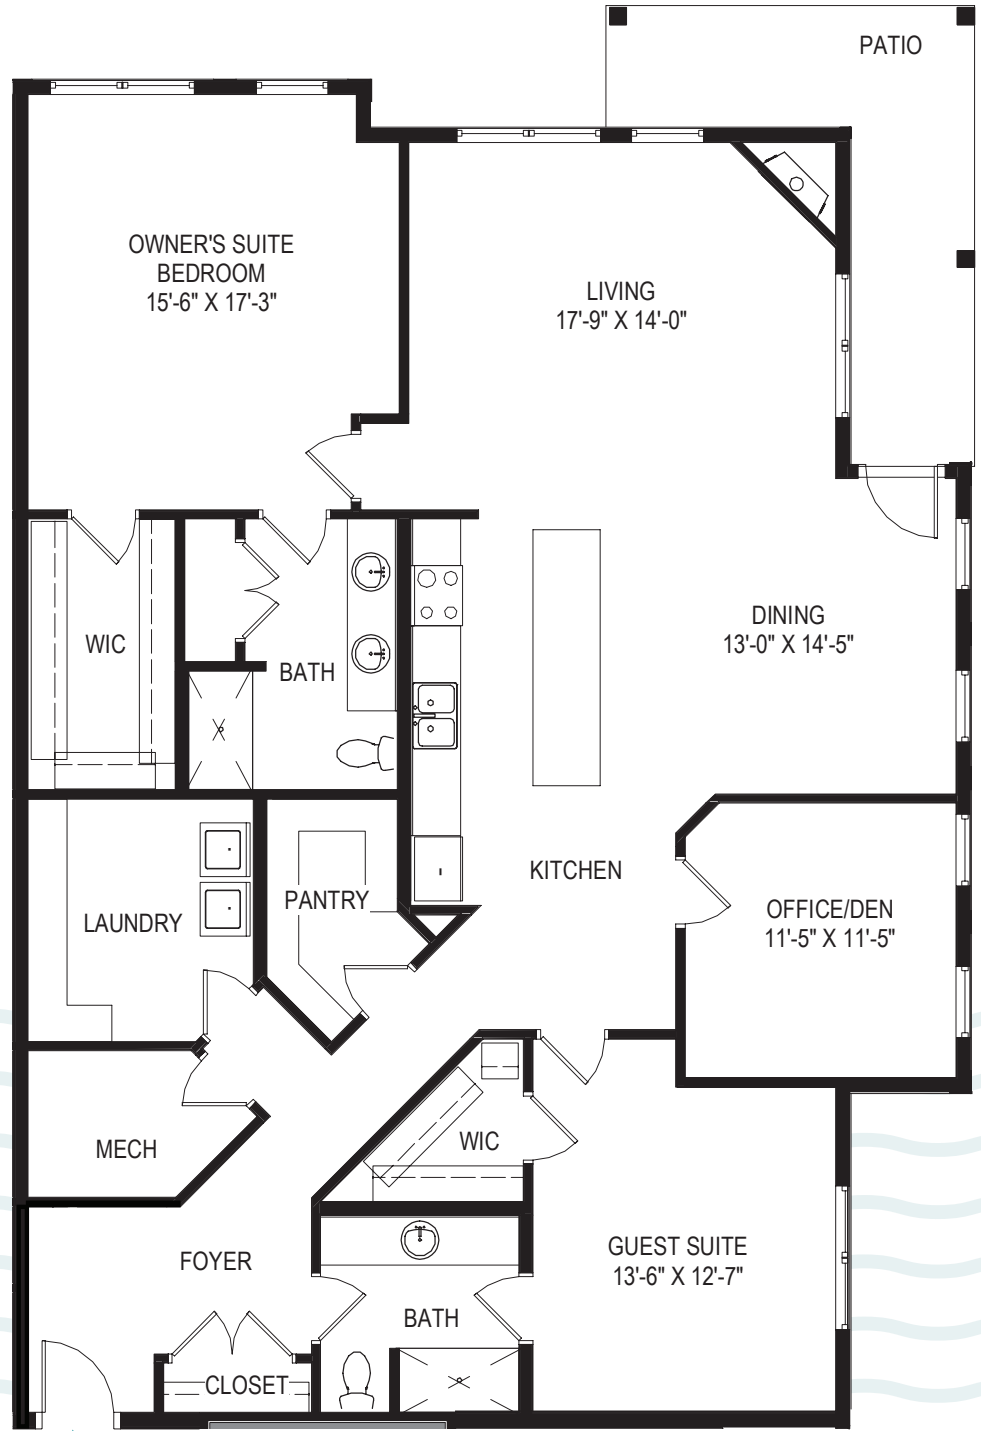 PATIO
OWNER'S SUITE
BEDROOM
15'-6" X 17'-3"
LIVING
17'-9" X 14'-0"
DINING
13'-0" X 14'-5"
WIC
BATH
KITCHEN
PANTRY
LAUNDRY
OFFICE/DEN
11'-5" X 11'-5"
MECH
WIC
FOYER
GUEST SUITE
13'-6" X 12'-7"
BATH
CLOSET